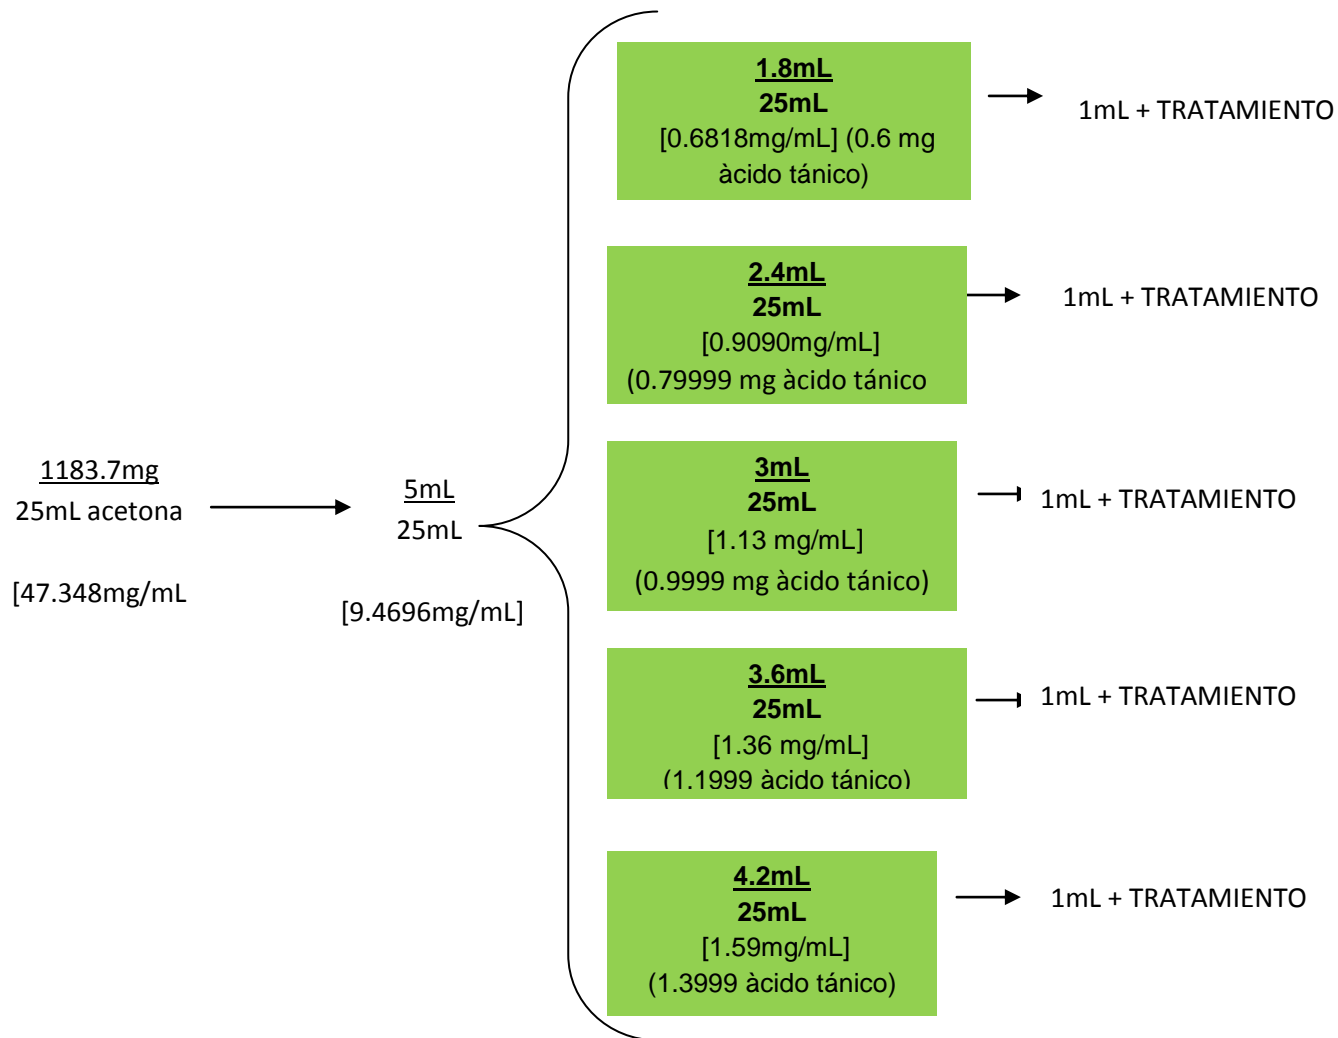 1183.7mg
25mL acetona
[47.348mg/mL
5mL
25mL
[9.4696mg/mL]
1.8mL
25mL
[0.6818mg/mL] (0.6 mg
àcido tánico)
1mL + TRATAMIENTO
2.4mL
25mL
[0.9090mg/mL]
(0.79999 mg àcido tánico
1mL + TRATAMIENTO
3mL
25mL
[1.13 mg/mL]
(0.9999 mg àcido tánico)
1mL + TRATAMIENTO
3.6mL
25mL
[1.36 mg/mL]
(1.1999 àcido tánico)
1mL + TRATAMIENTO
4.2mL
25mL
[1.59mg/mL]
(1.3999 àcido tánico)
1mL + TRATAMIENTO